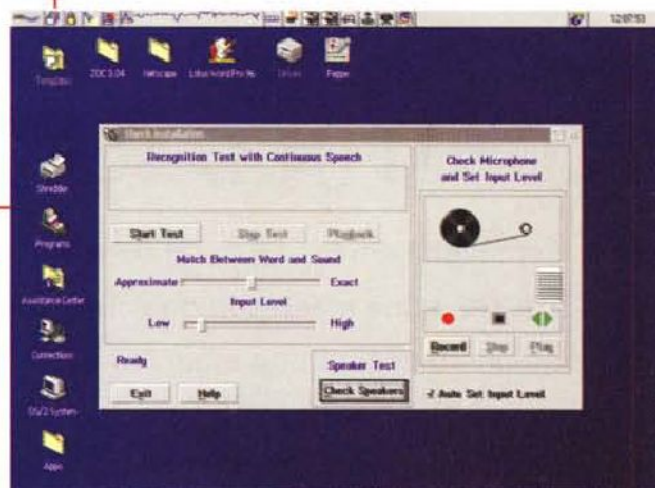 12:07:53
Templates
ZOC 3.04
Netscape
Lotus Word Pro 96
Drives
Pepper
Shredder
Programs
Assistance Center
Connections
OS/2 System
Apps
Check Installation
Recognition Test with Continuous Speech
Start Test
Stop Test
Playback
Match Between Word and Sound
Approximate
Exact
Input Level
Low
High
Ready
Exit
Help
Speaker Test
Check Speakers
Check Microphone
and Set Input Level
Record
Stop
Play
Auto Set Input Level